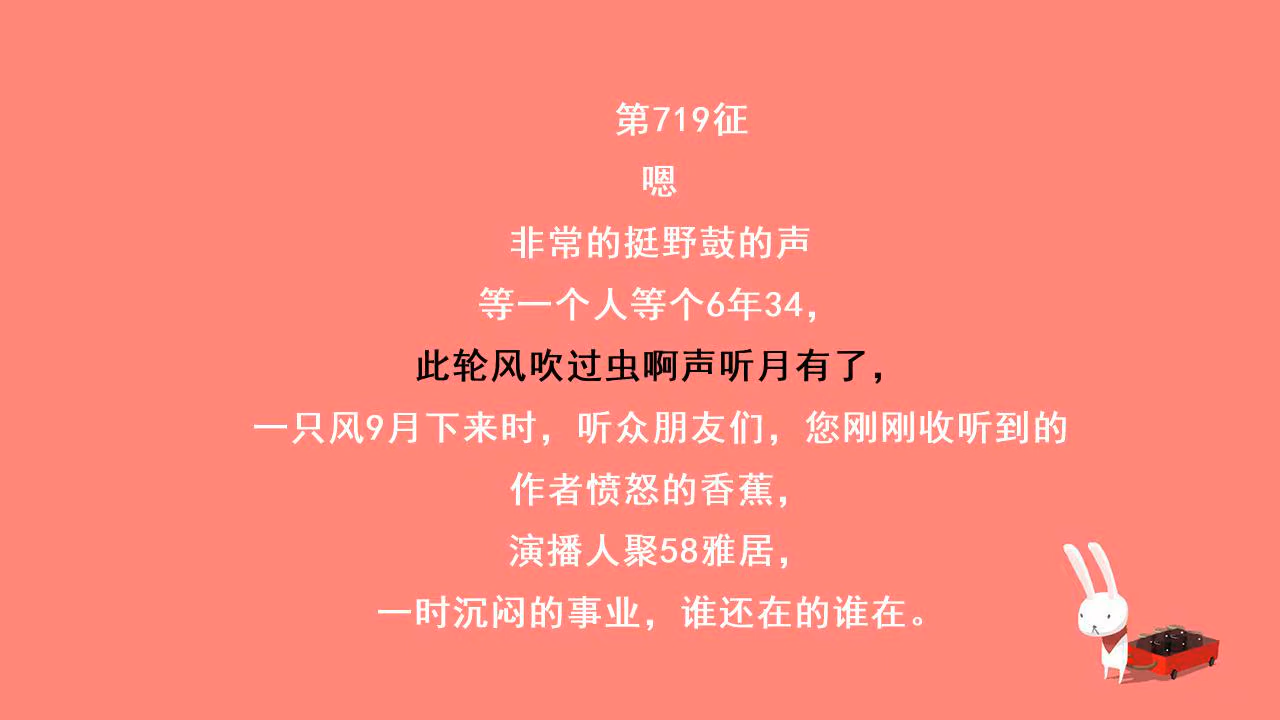 第719征
嗯
非常的挺野鼓的声
等一个人等个6年34，
此轮风吹过虫啊声听月有了，
一只风9月下来时，听众朋友们，您刚刚收听到的
作者愤怒的香蕉，
演播人聚58雅居，
一时沉闷的事业，谁还在的谁在。